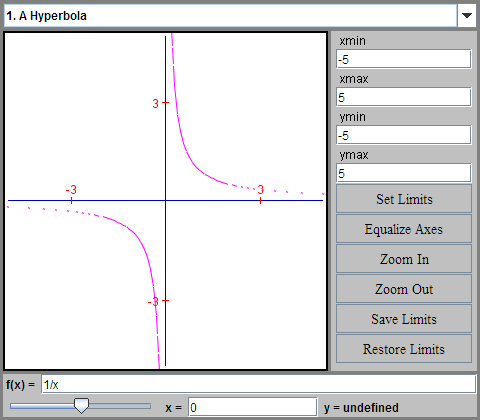 1. A Hyperbola
xmin
-5
xmax
5
ymin
-5
ymax
5
Set Limits
Equalize Axes
Zoom In
Zoom Out
Save Limits
Restore Limits
3
-3
3
-3
f(x) = 1/x
x = 0 y = undefined